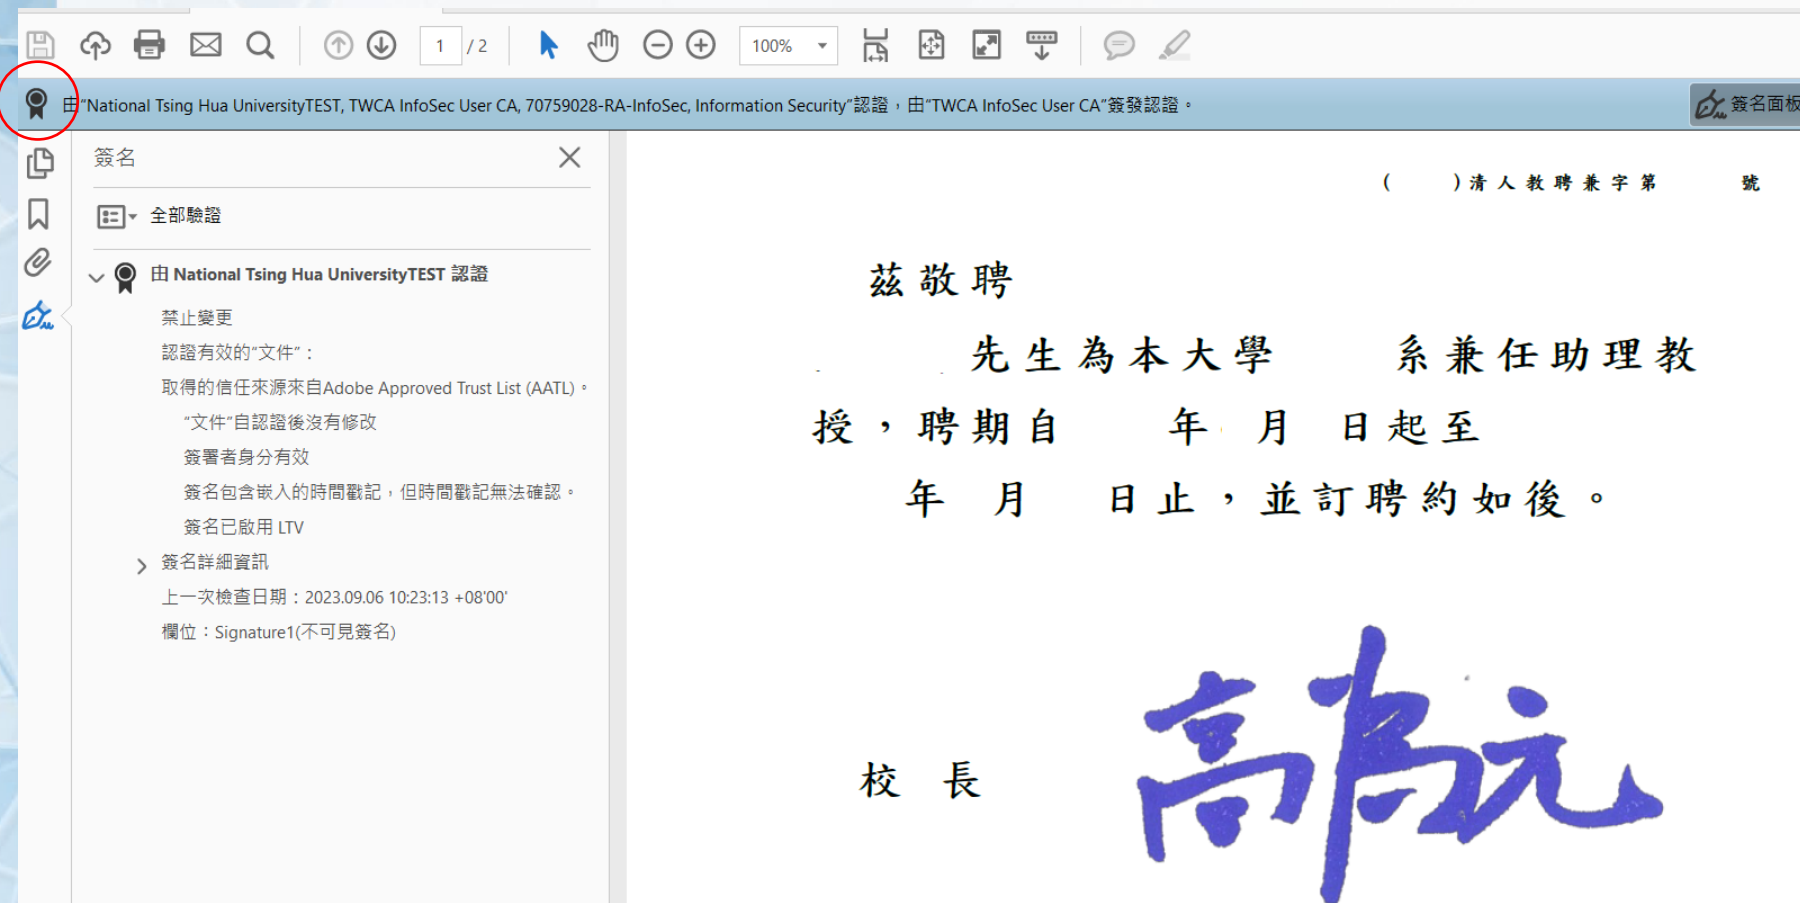 1 / 2 100%
由“National Tsing Hua UniversityTEST, TWCA InfoSec User CA, 70759028-RA-InfoSec, Information Security”認證，由“TWCA InfoSec User CA”簽發認證。
簽名面板
簽名
全部驗證
由 National Tsing Hua UniversityTEST 認證
禁止變更
認證有效的“文件”：
取得的信任來源來自Adobe Approved Trust List (AATL)。
“文件”自認證後沒有修改
簽署者身分有效
簽名包含嵌入的時間戳記，但時間戳記無法確認。
簽名已啟用 LTV
簽名詳細資訊
上一次檢查日期：2023.09.06 10:23:13 +08'00'
欄位：Signature1(不可見簽名)
( )清人教聘兼字第 號
茲敬聘
先生為本大學 系兼任助理教
授，聘期自 年 月 日起至
年 月 日止，並訂聘約如後。
校長
高為元